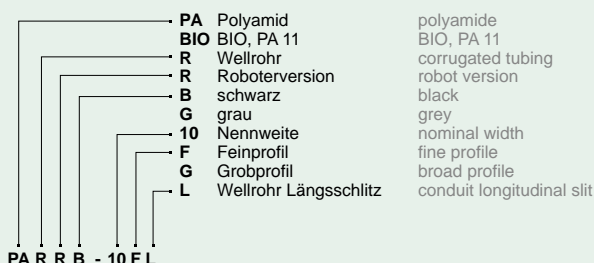 PA Polyamid polyamide
BIO BIO, PA 11 BIO, PA 11
R Wellrohr corrugated tubing
R Roboterversion robot version
B schwarz black
G grau grey
10 Nennweite nominal width
F Feinprofil fine profile
G Grobprofil broad profile
L Wellrohr Längsschlitz conduit longitudinal slit
PA R R B - 10 F L